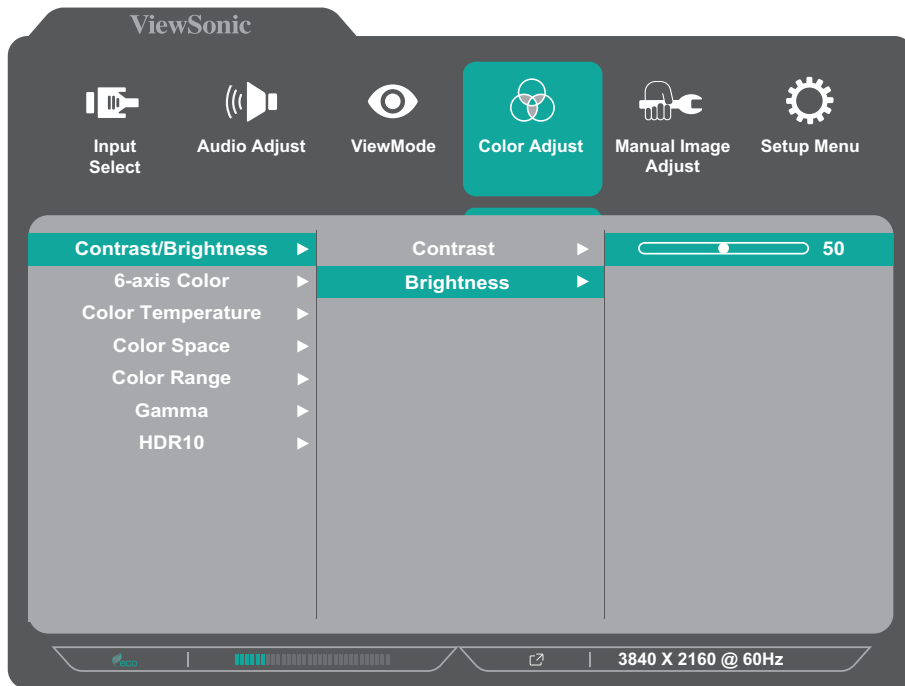 ViewSonic
Input
Select
Audio Adjust
ViewMode
Color Adjust
Manual Image
Adjust
Setup Menu
Contrast/Brightness
6-axis Color
Color Temperature
Color Space
Color Range
Gamma
HDR10
Contrast
Brightness
50
eco
3840 X 2160 @ 60Hz